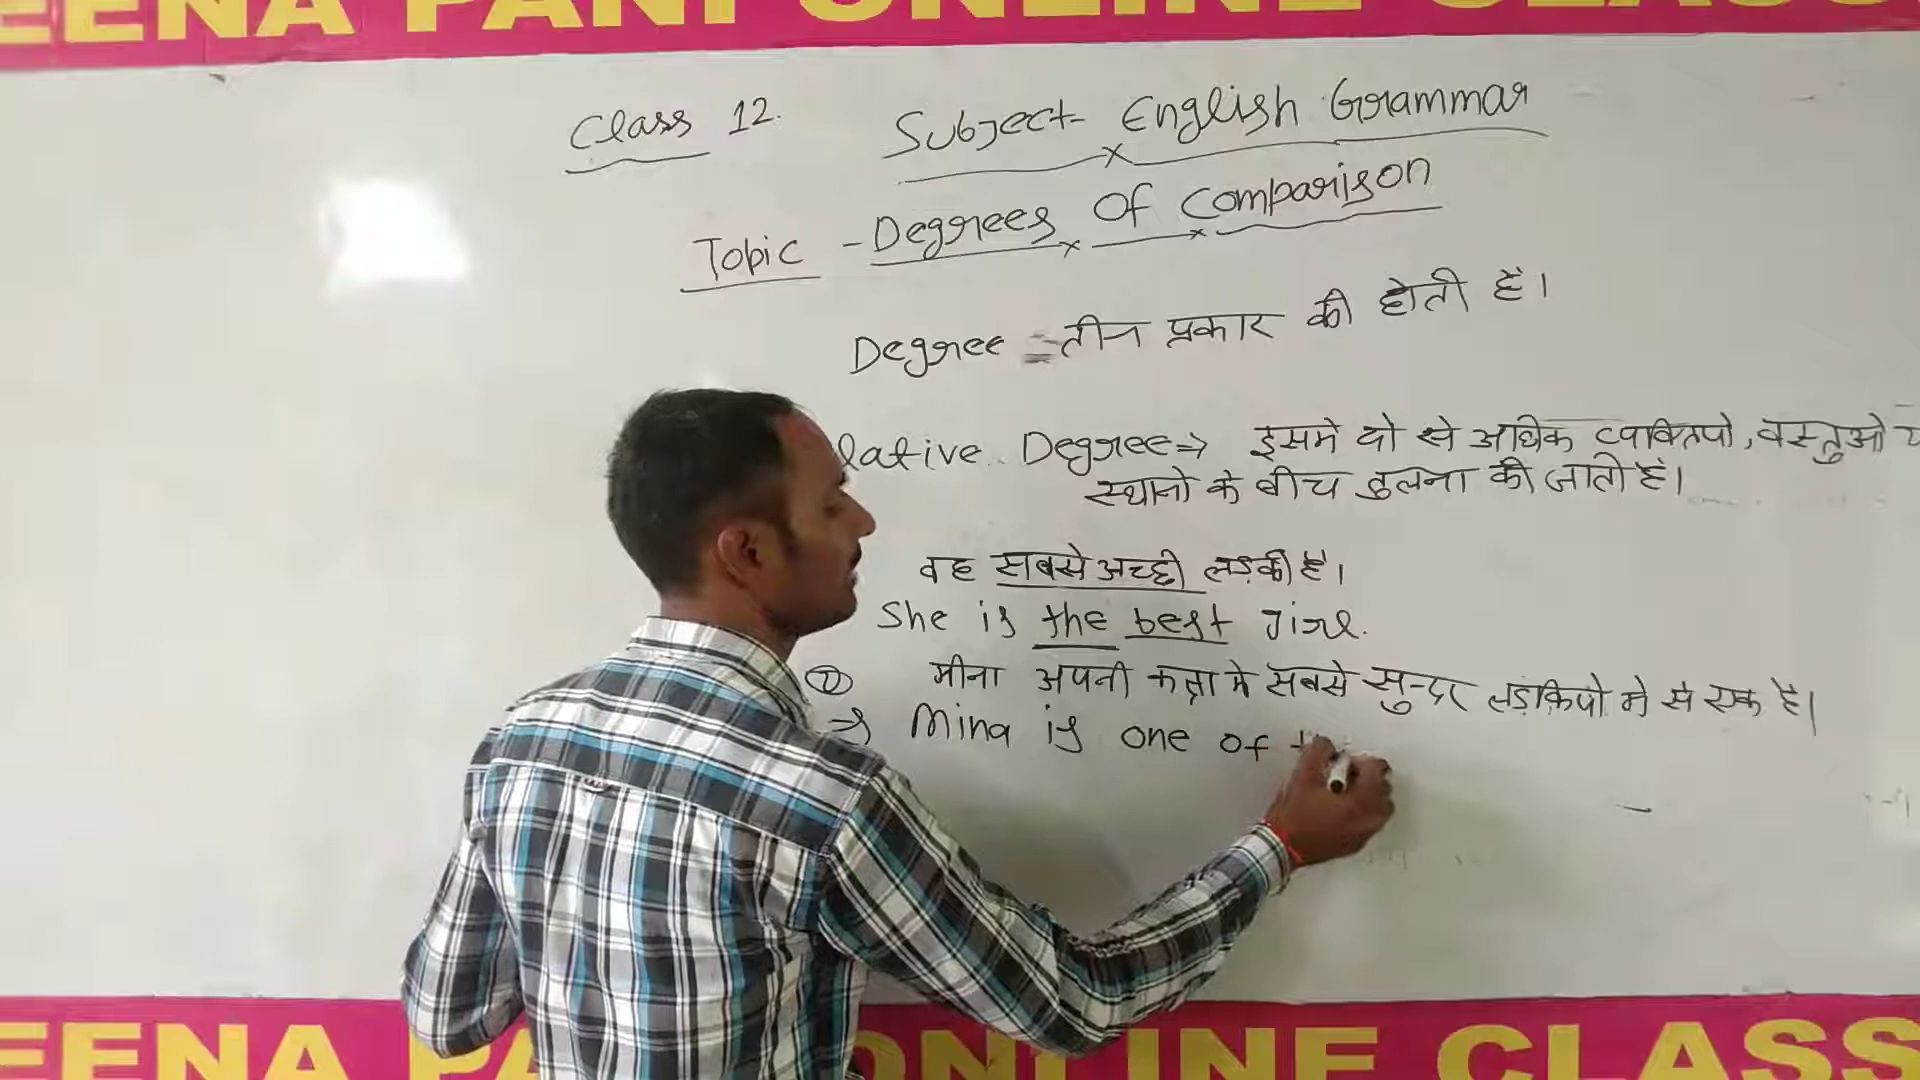 EENA PANI ONLINE CLASS
Class 12.
Subject- English Grammar
Topic - Degrees Of Comparison
Degree = तीन प्रकार की होती हैं।
lative Degree ⇒ इसमे दो से अधिक व्यक्तियो, वस्तुओ य
स्थानो के बीच तुलना की जाती है।
वह सबसे अच्छी लड़की है।
She is the best girl.
② मीना अपनी कक्षा मे सबसे सुन्दर लड़कियो मे से एक है।
⇒ Mina is one of
EENA PA ONLINE CLASS